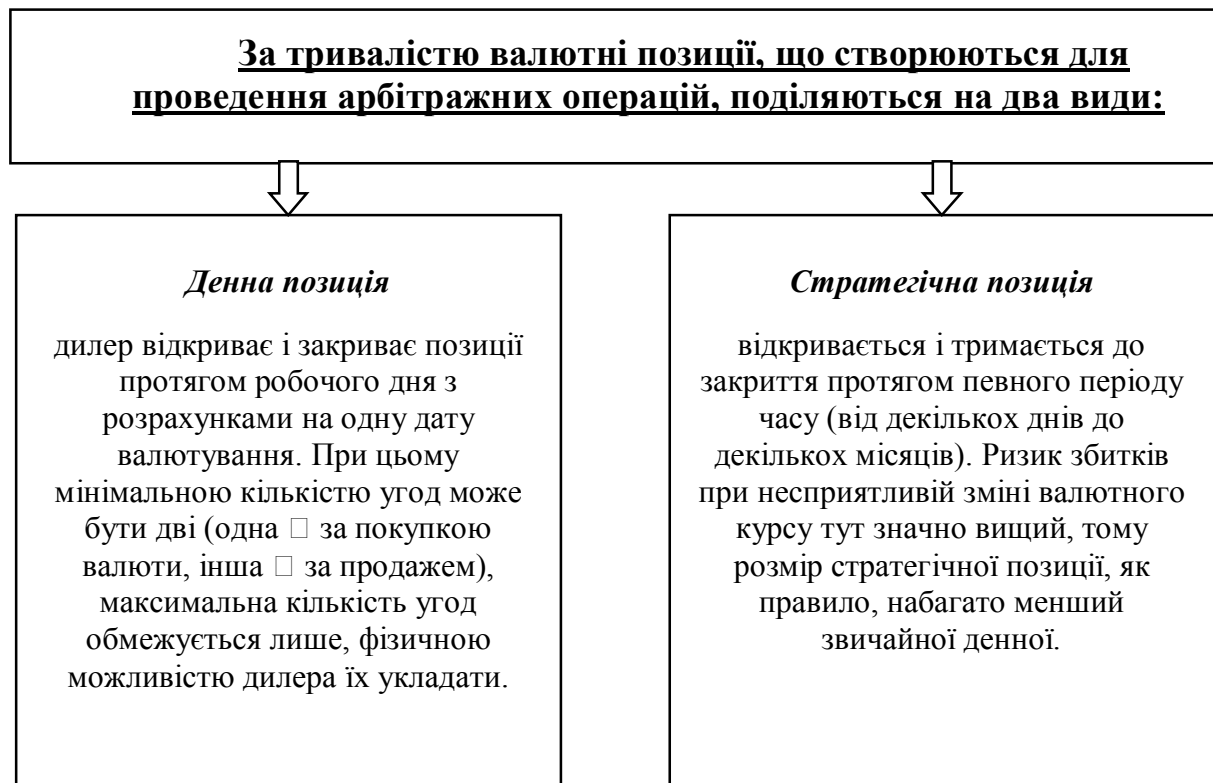 За тривалістю валютні позиції, що створюються для
проведення арбітражних операцій, поділяються на два види:
Денна позиція
дилер відкриває і закриває позиції
протягом робочого дня з
розрахунками на одну дату
валютування. При цьому
мінімальною кількістю угод може
бути дві (одна □ за покупкою
валюти, інша □ за продажем),
максимальна кількість угод
обмежується лише, фізичною
можливістю дилера їх укладати.
Стратегічна позиція
відкривається і тримається до
закриття протягом певного періоду
часу (від декількох днів до
декількох місяців). Ризик збитків
при несприятливій зміні валютного
курсу тут значно вищий, тому
розмір стратегічної позиції, як
правило, набагато менший
звичайної денної.